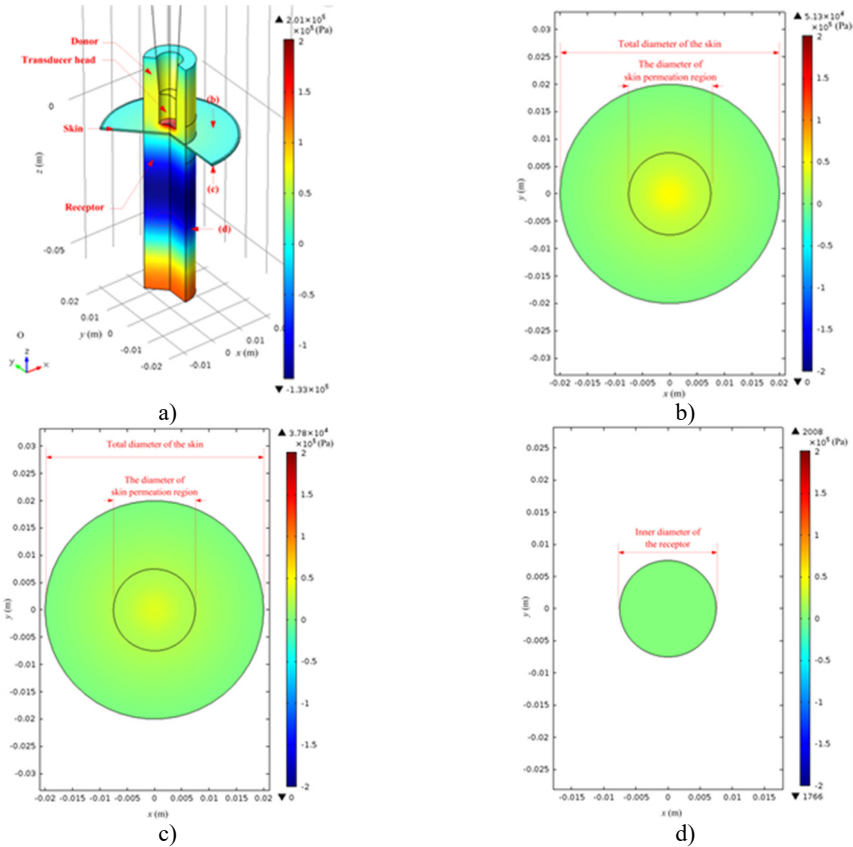 ▲ 2.01×10⁵
×10⁵ (Pa)
2
1.5
1
0.5
0
-0.5
-1
▼ -1.33×10⁵
Donor
Transducer head
(b)
Skin
(c)
Receptor
(d)
0
z (m)
-0.05
0.02
0.01
y (m) 0
-0.01
-0.02
0.01
0 x (m)
-0.01
O
z
y
x
a)
▲ 5.13×10⁴
×10⁵ (Pa)
Total diameter of the skin
The diameter of
skin permeation region
0.03
0.025
0.02
0.015
0.01
0.005
0
-0.005
-0.01
-0.015
-0.02
-0.025
-0.03
y (m)
-0.02 -0.015 -0.01 -0.005 0 0.005 0.01 0.015 0.02
x (m)
2
1.5
1
0.5
0
-0.5
-1
-1.5
-2
▼ 0
b)
▲ 3.78×10⁴
×10⁵ (Pa)
Total diameter of the skin
The diameter of
skin permeation region
0.03
0.025
0.02
0.015
0.01
0.005
0
-0.005
-0.01
-0.015
-0.02
-0.025
-0.03
y (m)
-0.02 -0.015 -0.01 -0.005 0 0.005 0.01 0.015 0.02
x (m)
2
1.5
1
0.5
0
-0.5
-1
-1.5
-2
▼ 0
c)
▲ 2008
×10⁵ (Pa)
Inner diameter of
the receptor
0.025
0.02
0.015
0.01
0.005
0
-0.005
-0.01
-0.015
-0.02
-0.025
y (m)
-0.015 -0.01 -0.005 0 0.005 0.01 0.015
x (m)
2
1.5
1
0.5
0
-0.5
-1
-1.5
-2
▼ 1766
d)